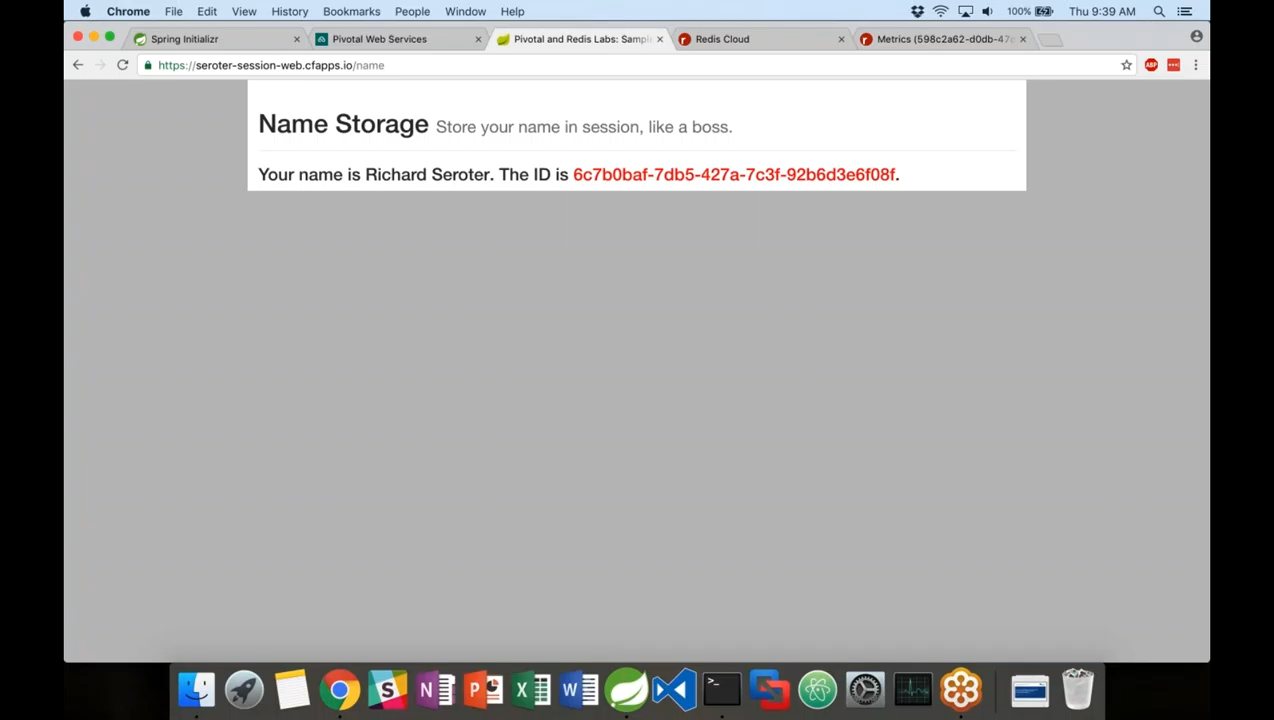 Chrome File Edit View History Bookmarks People Window Help 100% Thu 9:39 AM
Spring Initializr Pivotal Web Services Pivotal and Redis Labs: Sampl Redis Cloud Metrics (598c2a62-d0db-47
https://seroter-session-web.cfapps.io/name ABP
Name Storage Store your name in session, like a boss.
Your name is Richard Seroter. The ID is 6c7b0baf-7db5-427a-7c3f-92b6d3e6f08f.